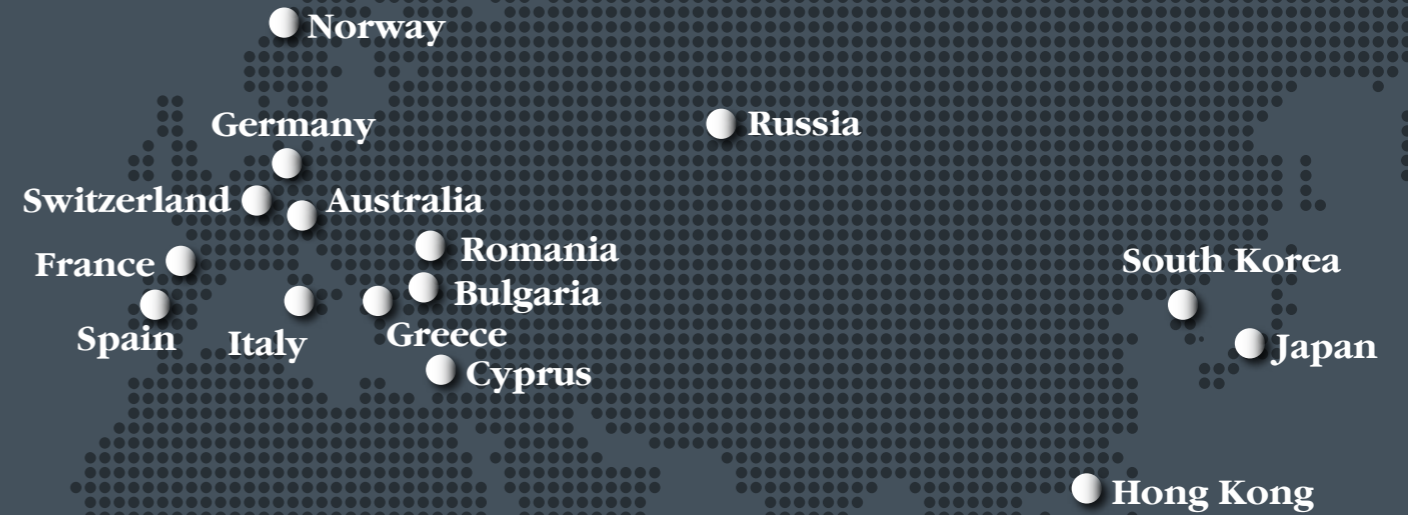 Norway
Germany
Russia
Switzerland
Australia
Romania
France
South Korea
Bulgaria
Spain
Italy
Greece
Japan
Cyprus
Hong Kong